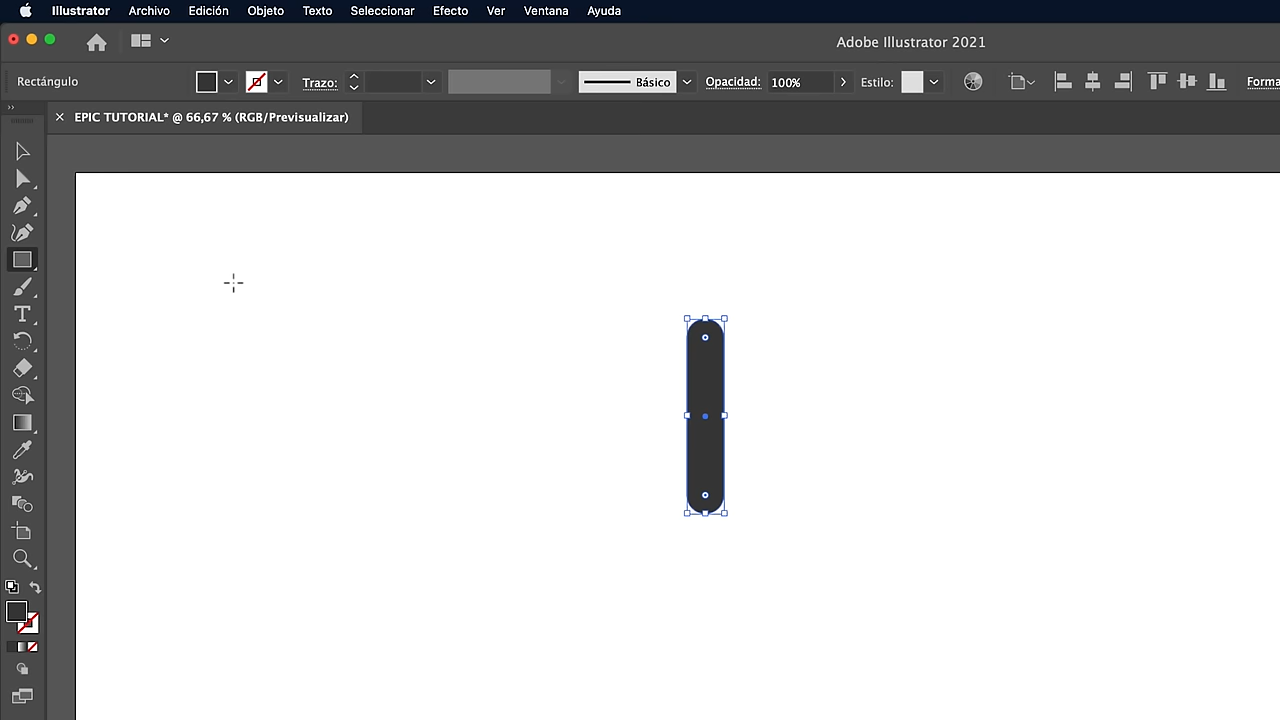 Illustrator Archivo Edición Objeto Texto Seleccionar Efecto Ver Ventana Ayuda
Adobe Illustrator 2021
Rectángulo Trazo: Básico Opacidad: 100% Estilo: Forma
EPIC TUTORIAL* @ 66,67 % (RGB/Previsualizar)